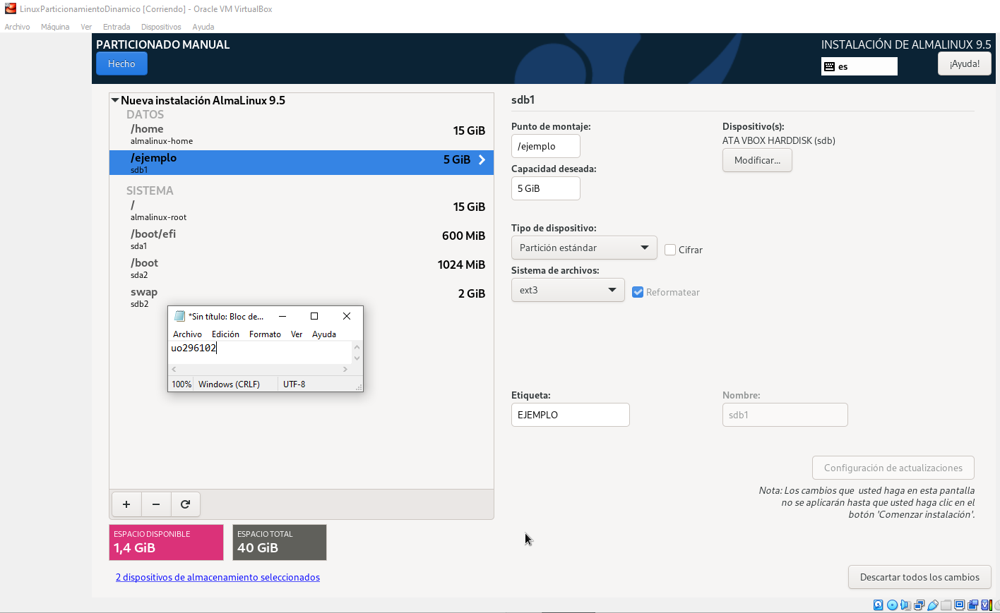 LinuxParticionamientoDinamico [Corriendo] - Oracle VM VirtualBox
Archivo Máquina Ver Entrada Dispositivos Ayuda
PARTICIONADO MANUAL
INSTALACIÓN DE ALMALINUX 9.5
Hecho
es
¡Ayuda!
Nueva instalación AlmaLinux 9.5
DATOS
/home
15 GiB
almalinux-home
/ejemplo
5 GiB
sdb1
SISTEMA
/
15 GiB
almalinux-root
/boot/efi
600 MiB
sda1
/boot
1024 MiB
sda2
swap
2 GiB
sdb2
*Sin título: Bloc de...
Archivo Edición Formato Ver Ayuda
uo296102
100% Windows (CRLF) UTF-8
ESPACIO DISPONIBLE
1,4 GiB
ESPACIO TOTAL
40 GiB
2 dispositivos de almacenamiento seleccionados
sdb1
Punto de montaje:
/ejemplo
Dispositivo(s):
ATA VBOX HARDDISK (sdb)
Modificar...
Capacidad deseada:
5 GiB
Tipo de dispositivo:
Partición estándar
Cifrar
Sistema de archivos:
ext3
Reformatear
Etiqueta:
EJEMPLO
Nombre:
sdb1
Configuración de actualizaciones
Nota: Los cambios que usted haga en esta pantalla
no se aplicarán hasta que usted haga clic en el
botón 'Comenzar instalación'.
Descartar todos los cambios